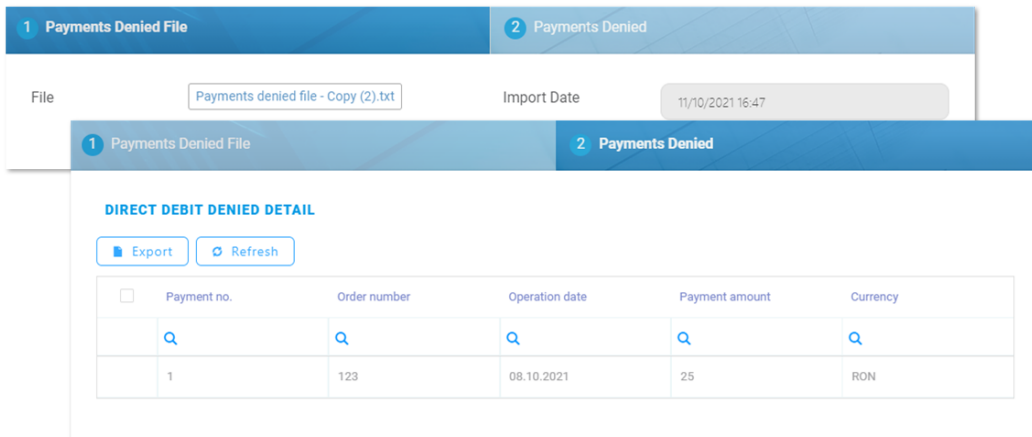 1 Payments Denied File 2 Payments Denied
File Payments denied file - Copy (2).txt Import Date 11/10/2021 16:47
1 Payments Denied File 2 Payments Denied
DIRECT DEBIT DENIED DETAIL
Export Refresh
Payment no. Order number Operation date Payment amount Currency
1 123 08.10.2021 25 RON